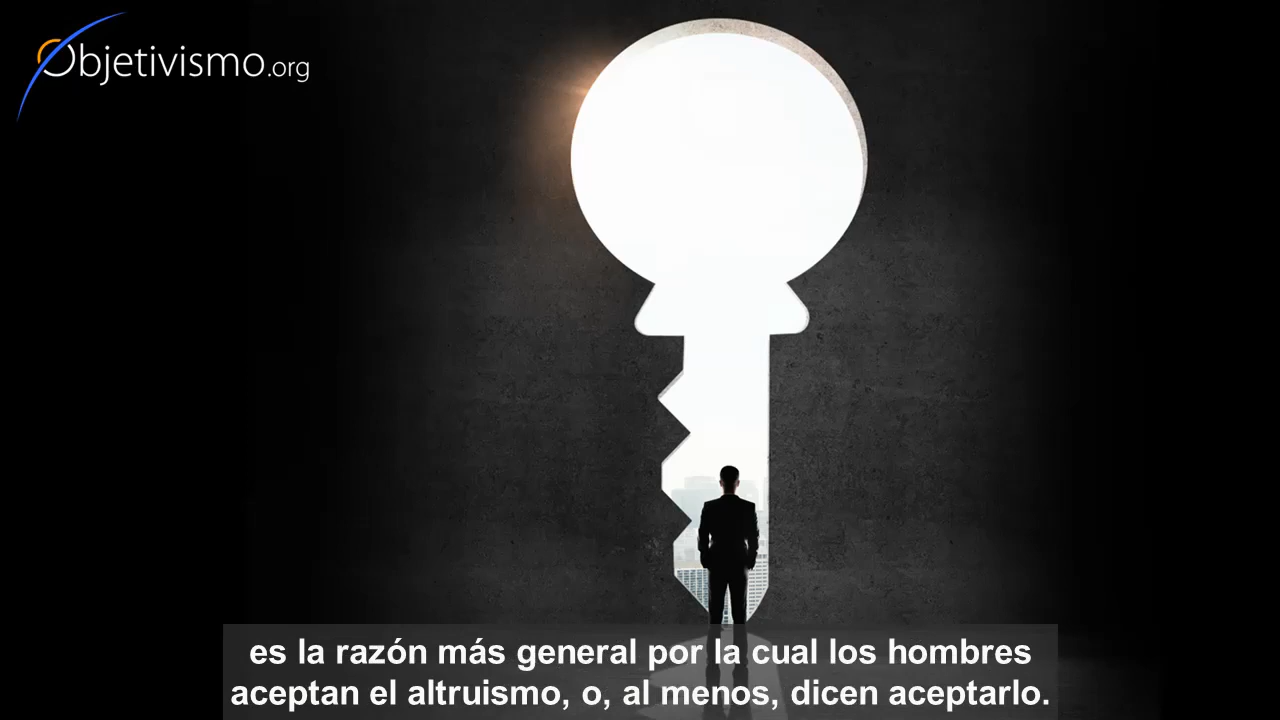 Objetivismo.org
es la razón más general por la cual los hombres
aceptan el altruismo, o, al menos, dicen aceptarlo.